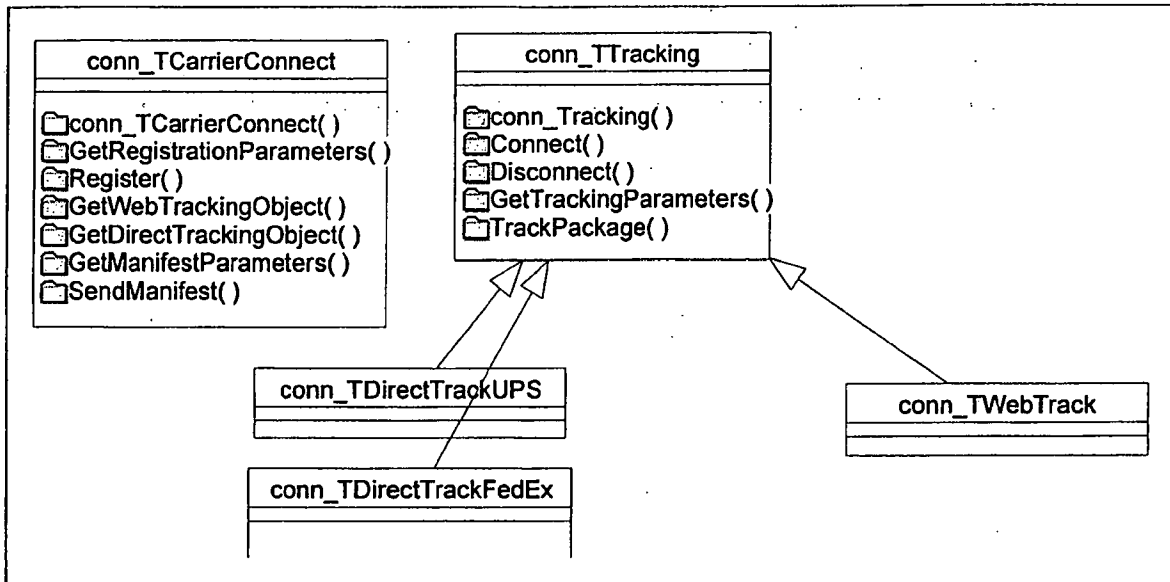 conn_TCarrierConnect
conn_TCarrierConnect( )
GetRegistrationParameters( )
Register( )
GetWebTrackingObject( )
GetDirectTrackingObject( )
GetManifestParameters( )
SendManifest( )
conn_TTracking
conn_Tracking( )
Connect( )
Disconnect( )
GetTrackingParameters( )
TrackPackage( )
conn_TDirectTrackUPS
conn_TWebTrack
conn_TDirectTrackFedEx